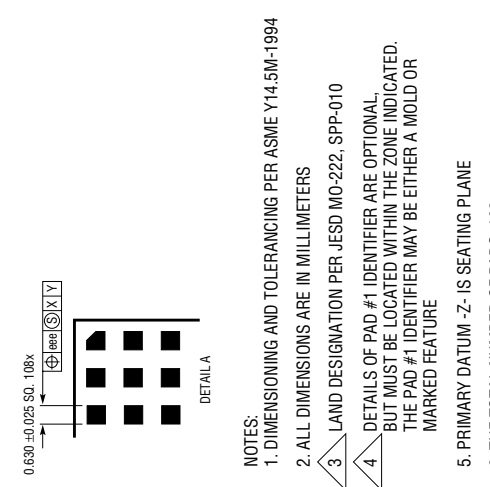 0.630 ±0.025 SQ. 108x
⌖ eee Ⓢ X Y
DETAIL A
NOTES:
1. DIMENSIONING AND TOLERANCING PER ASME Y14.5M-1994
2. ALL DIMENSIONS ARE IN MILLIMETERS
3 LAND DESIGNATION PER JESD MO-222, SPP-010
4 DETAILS OF PAD #1 IDENTIFIER ARE OPTIONAL,
BUT MUST BE LOCATED WITHIN THE ZONE INDICATED.
THE PAD #1 IDENTIFIER MAY BE EITHER A MOLD OR
MARKED FEATURE
5. PRIMARY DATUM -Z- IS SEATING PLANE